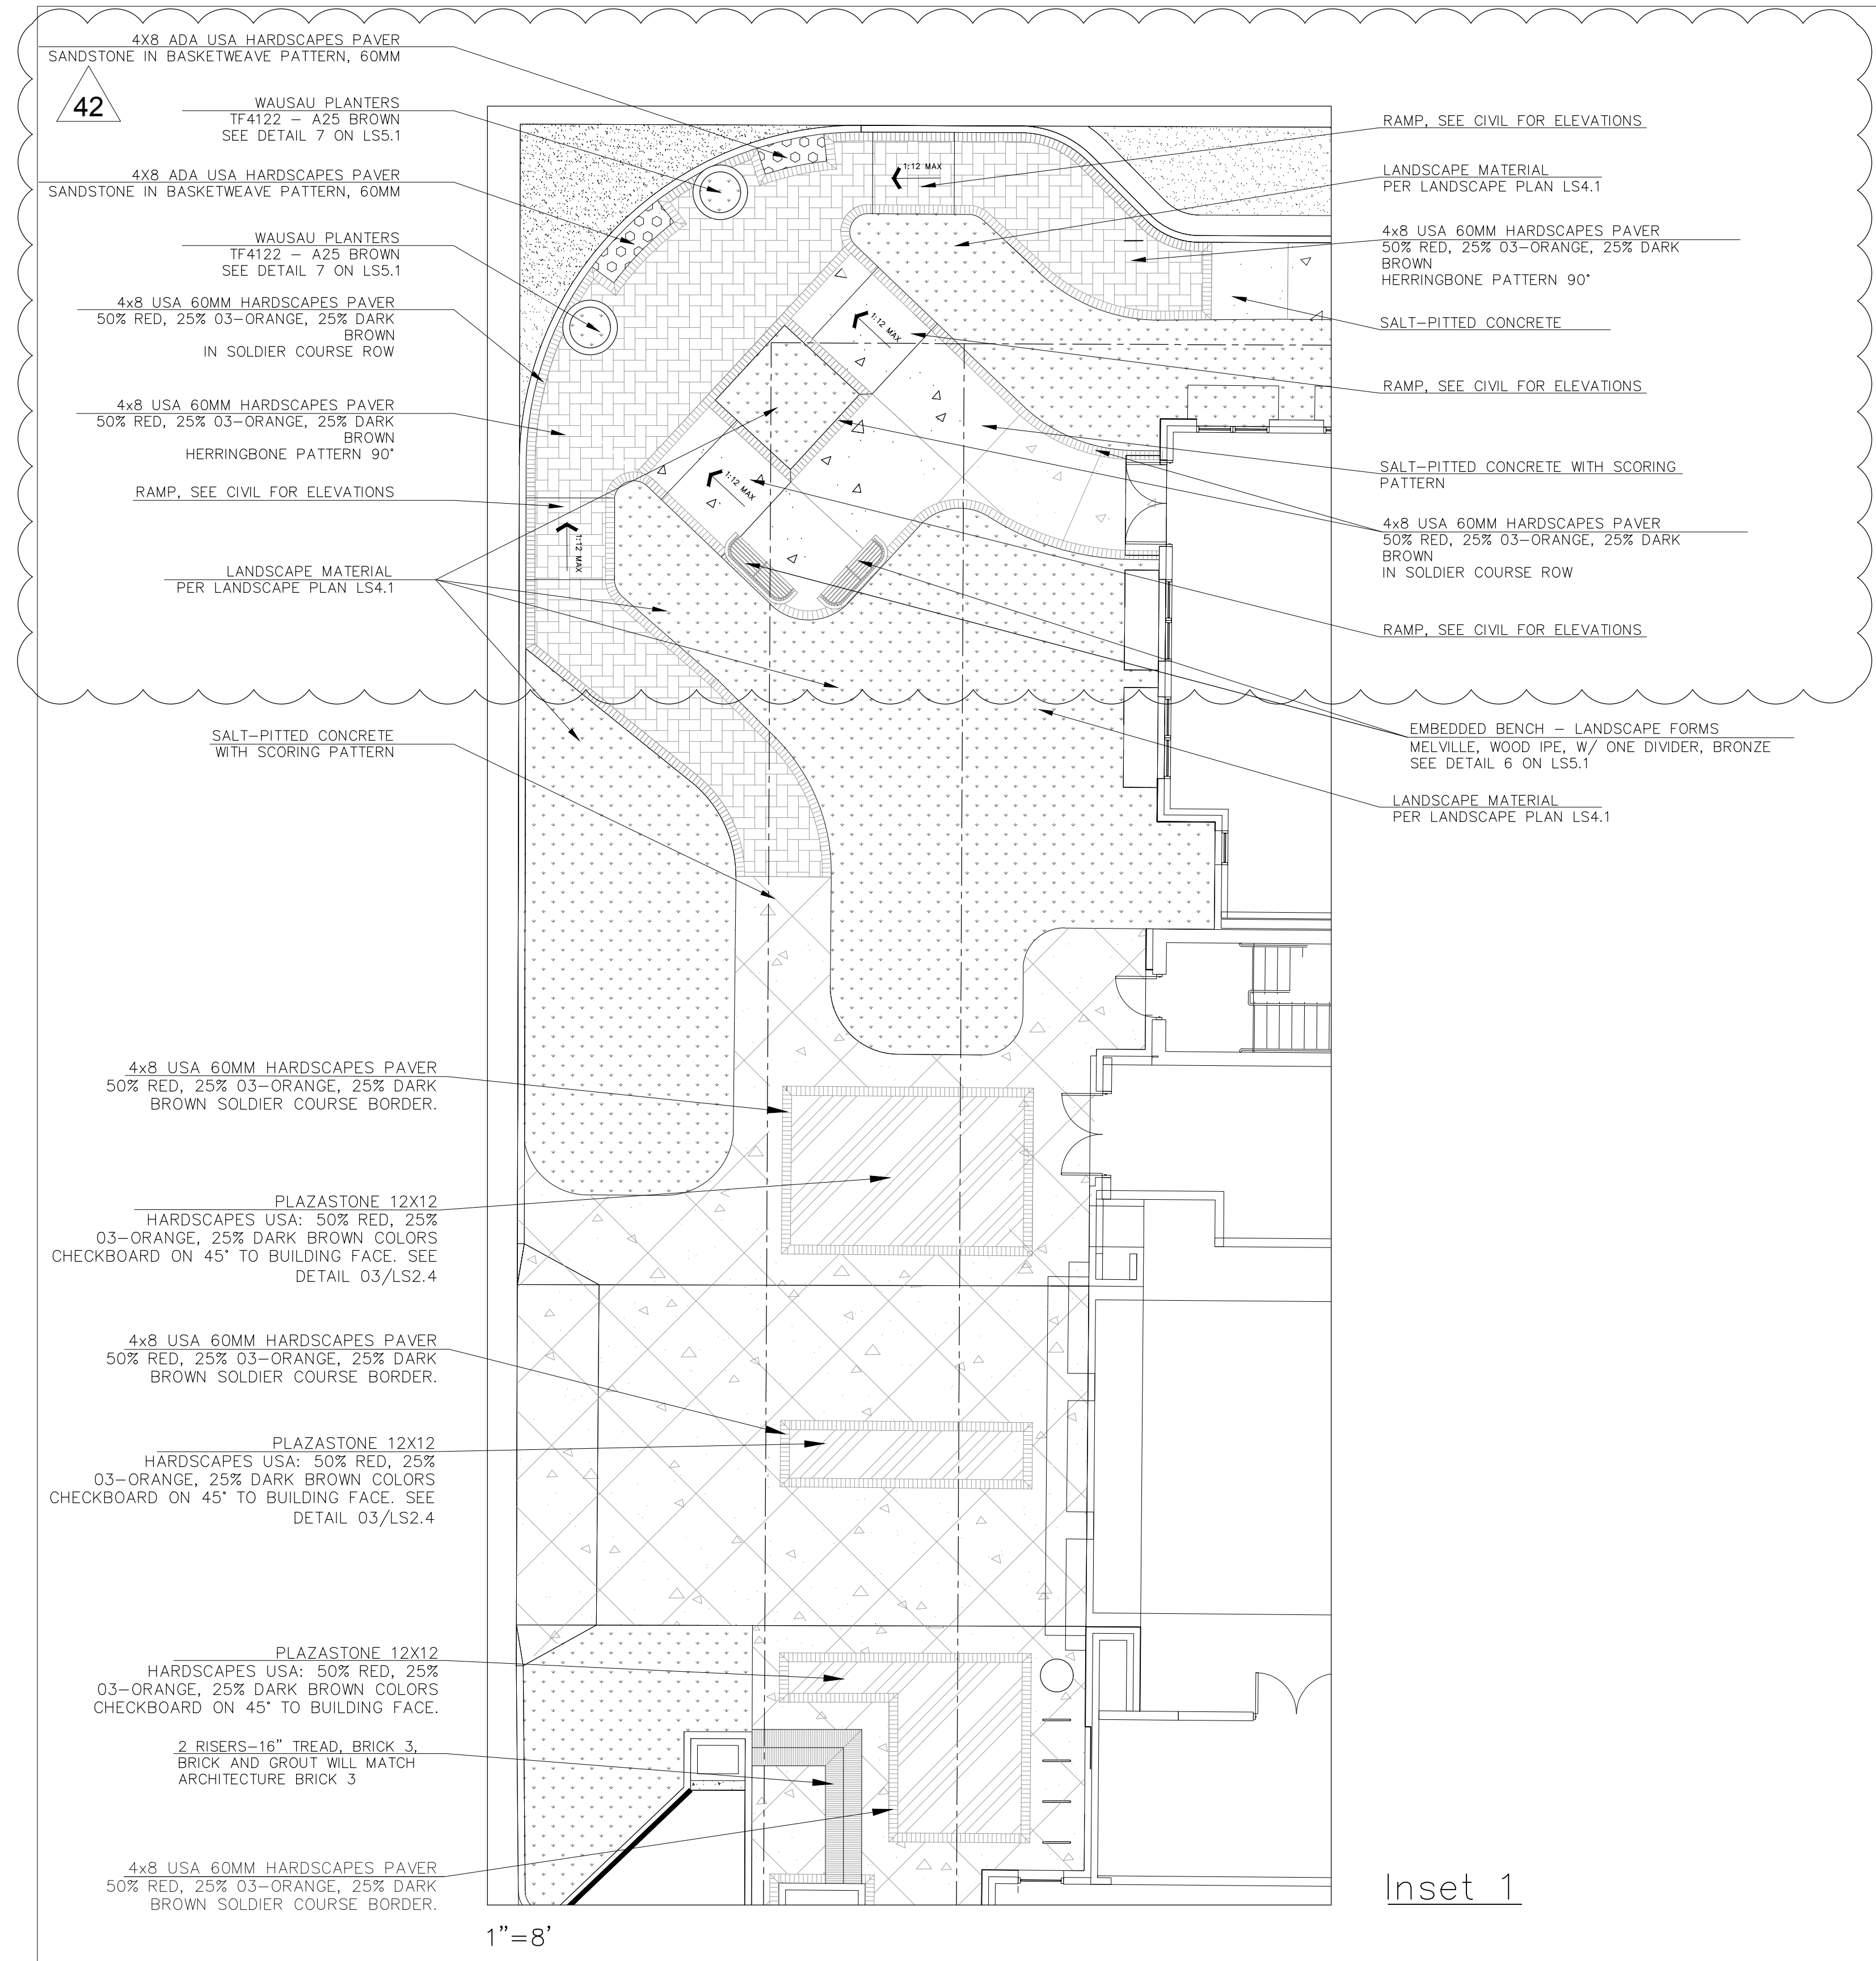 4X8 ADA USA HARDSCAPES PAVER
SANDSTONE IN BASKETWEAVE PATTERN, 60MM
42
WAUSAU PLANTERS
TF4122 – A25 BROWN
SEE DETAIL 7 ON LS5.1
4X8 ADA USA HARDSCAPES PAVER
SANDSTONE IN BASKETWEAVE PATTERN, 60MM
WAUSAU PLANTERS
TF4122 – A25 BROWN
SEE DETAIL 7 ON LS5.1
4x8 USA 60MM HARDSCAPES PAVER
50% RED, 25% 03–ORANGE, 25% DARK
BROWN
IN SOLDIER COURSE ROW
4x8 USA 60MM HARDSCAPES PAVER
50% RED, 25% 03–ORANGE, 25% DARK
BROWN
HERRINGBONE PATTERN 90°
RAMP, SEE CIVIL FOR ELEVATIONS
LANDSCAPE MATERIAL
PER LANDSCAPE PLAN LS4.1
SALT–PITTED CONCRETE
WITH SCORING PATTERN
4x8 USA 60MM HARDSCAPES PAVER
50% RED, 25% 03–ORANGE, 25% DARK
BROWN SOLDIER COURSE BORDER.
PLAZASTONE 12X12
HARDSCAPES USA: 50% RED, 25%
03–ORANGE, 25% DARK BROWN COLORS
CHECKBOARD ON 45° TO BUILDING FACE. SEE
DETAIL 03/LS2.4
4x8 USA 60MM HARDSCAPES PAVER
50% RED, 25% 03–ORANGE, 25% DARK
BROWN SOLDIER COURSE BORDER.
PLAZASTONE 12X12
HARDSCAPES USA: 50% RED, 25%
03–ORANGE, 25% DARK BROWN COLORS
CHECKBOARD ON 45° TO BUILDING FACE. SEE
DETAIL 03/LS2.4
PLAZASTONE 12X12
HARDSCAPES USA: 50% RED, 25%
03–ORANGE, 25% DARK BROWN COLORS
CHECKBOARD ON 45° TO BUILDING FACE.
2 RISERS–16" TREAD, BRICK 3,
BRICK AND GROUT WILL MATCH
ARCHITECTURE BRICK 3
4x8 USA 60MM HARDSCAPES PAVER
50% RED, 25% 03–ORANGE, 25% DARK
BROWN SOLDIER COURSE BORDER.
1:12 MAX
1:12 MAX
1:12 MAX
1:12 MAX
RAMP, SEE CIVIL FOR ELEVATIONS
LANDSCAPE MATERIAL
PER LANDSCAPE PLAN LS4.1
4x8 USA 60MM HARDSCAPES PAVER
50% RED, 25% 03–ORANGE, 25% DARK
BROWN
HERRINGBONE PATTERN 90°
SALT–PITTED CONCRETE
RAMP, SEE CIVIL FOR ELEVATIONS
SALT–PITTED CONCRETE WITH SCORING
PATTERN
4x8 USA 60MM HARDSCAPES PAVER
50% RED, 25% 03–ORANGE, 25% DARK
BROWN
IN SOLDIER COURSE ROW
RAMP, SEE CIVIL FOR ELEVATIONS
EMBEDDED BENCH – LANDSCAPE FORMS
MELVILLE, WOOD IPE, W/ ONE DIVIDER, BRONZE
SEE DETAIL 6 ON LS5.1
LANDSCAPE MATERIAL
PER LANDSCAPE PLAN LS4.1
Inset 1
1"=8'